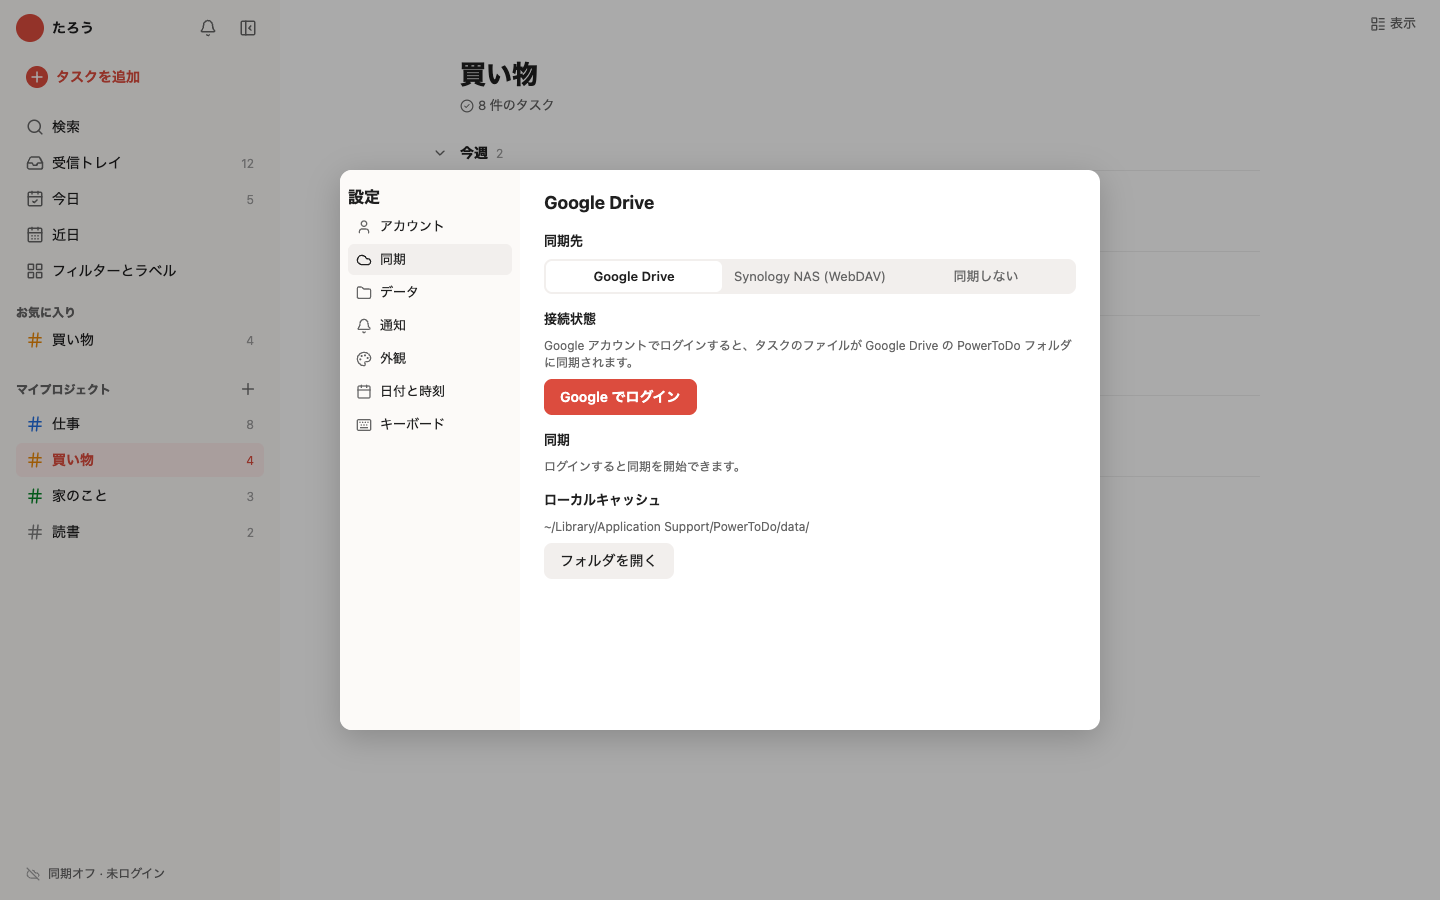 たろう
タスクを追加
検索
受信トレイ 12
今日 5
近日
フィルターとラベル
お気に入り
買い物 4
マイプロジェクト
仕事 8
買い物 4
家のこと 3
読書 2
同期オフ · 未ログイン
表示
買い物
8 件のタスク
今週 2
設定
アカウント
同期
データ
通知
外観
日付と時刻
キーボード
Google Drive
同期先
Google Drive Synology NAS (WebDAV) 同期しない
接続状態
Google アカウントでログインすると、タスクのファイルが Google Drive の PowerToDo フォルダ
に同期されます。
Google でログイン
同期
ログインすると同期を開始できます。
ローカルキャッシュ
~/Library/Application Support/PowerToDo/data/
フォルダを開く